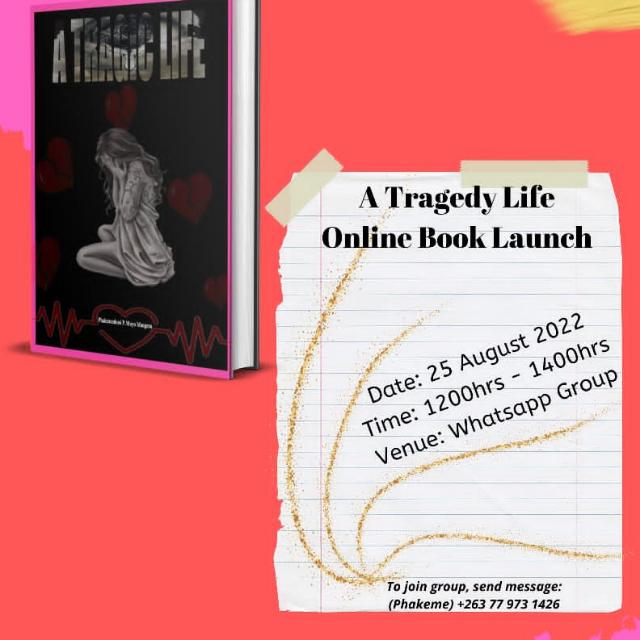 A TRAGIC LIFE
A Tragedy Life
Online Book Launch
Date: 25 August 2022
Time: 1200hrs - 1400hrs
Venue: Whatsapp Group
To join group, send message:
(Phakeme) +263 77 973 1426